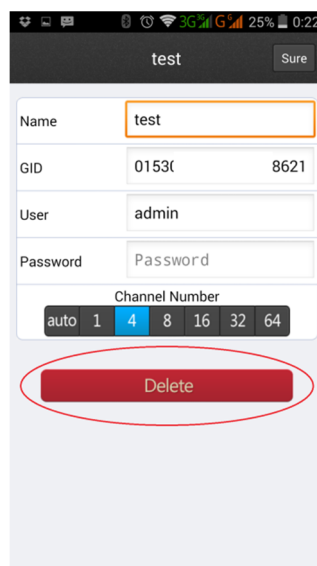 3G 3G G G 25% 0:22
test Sure
Name test
GID 0153( 8621
User admin
Password Password
Channel Number
auto 1 4 8 16 32 64
Delete